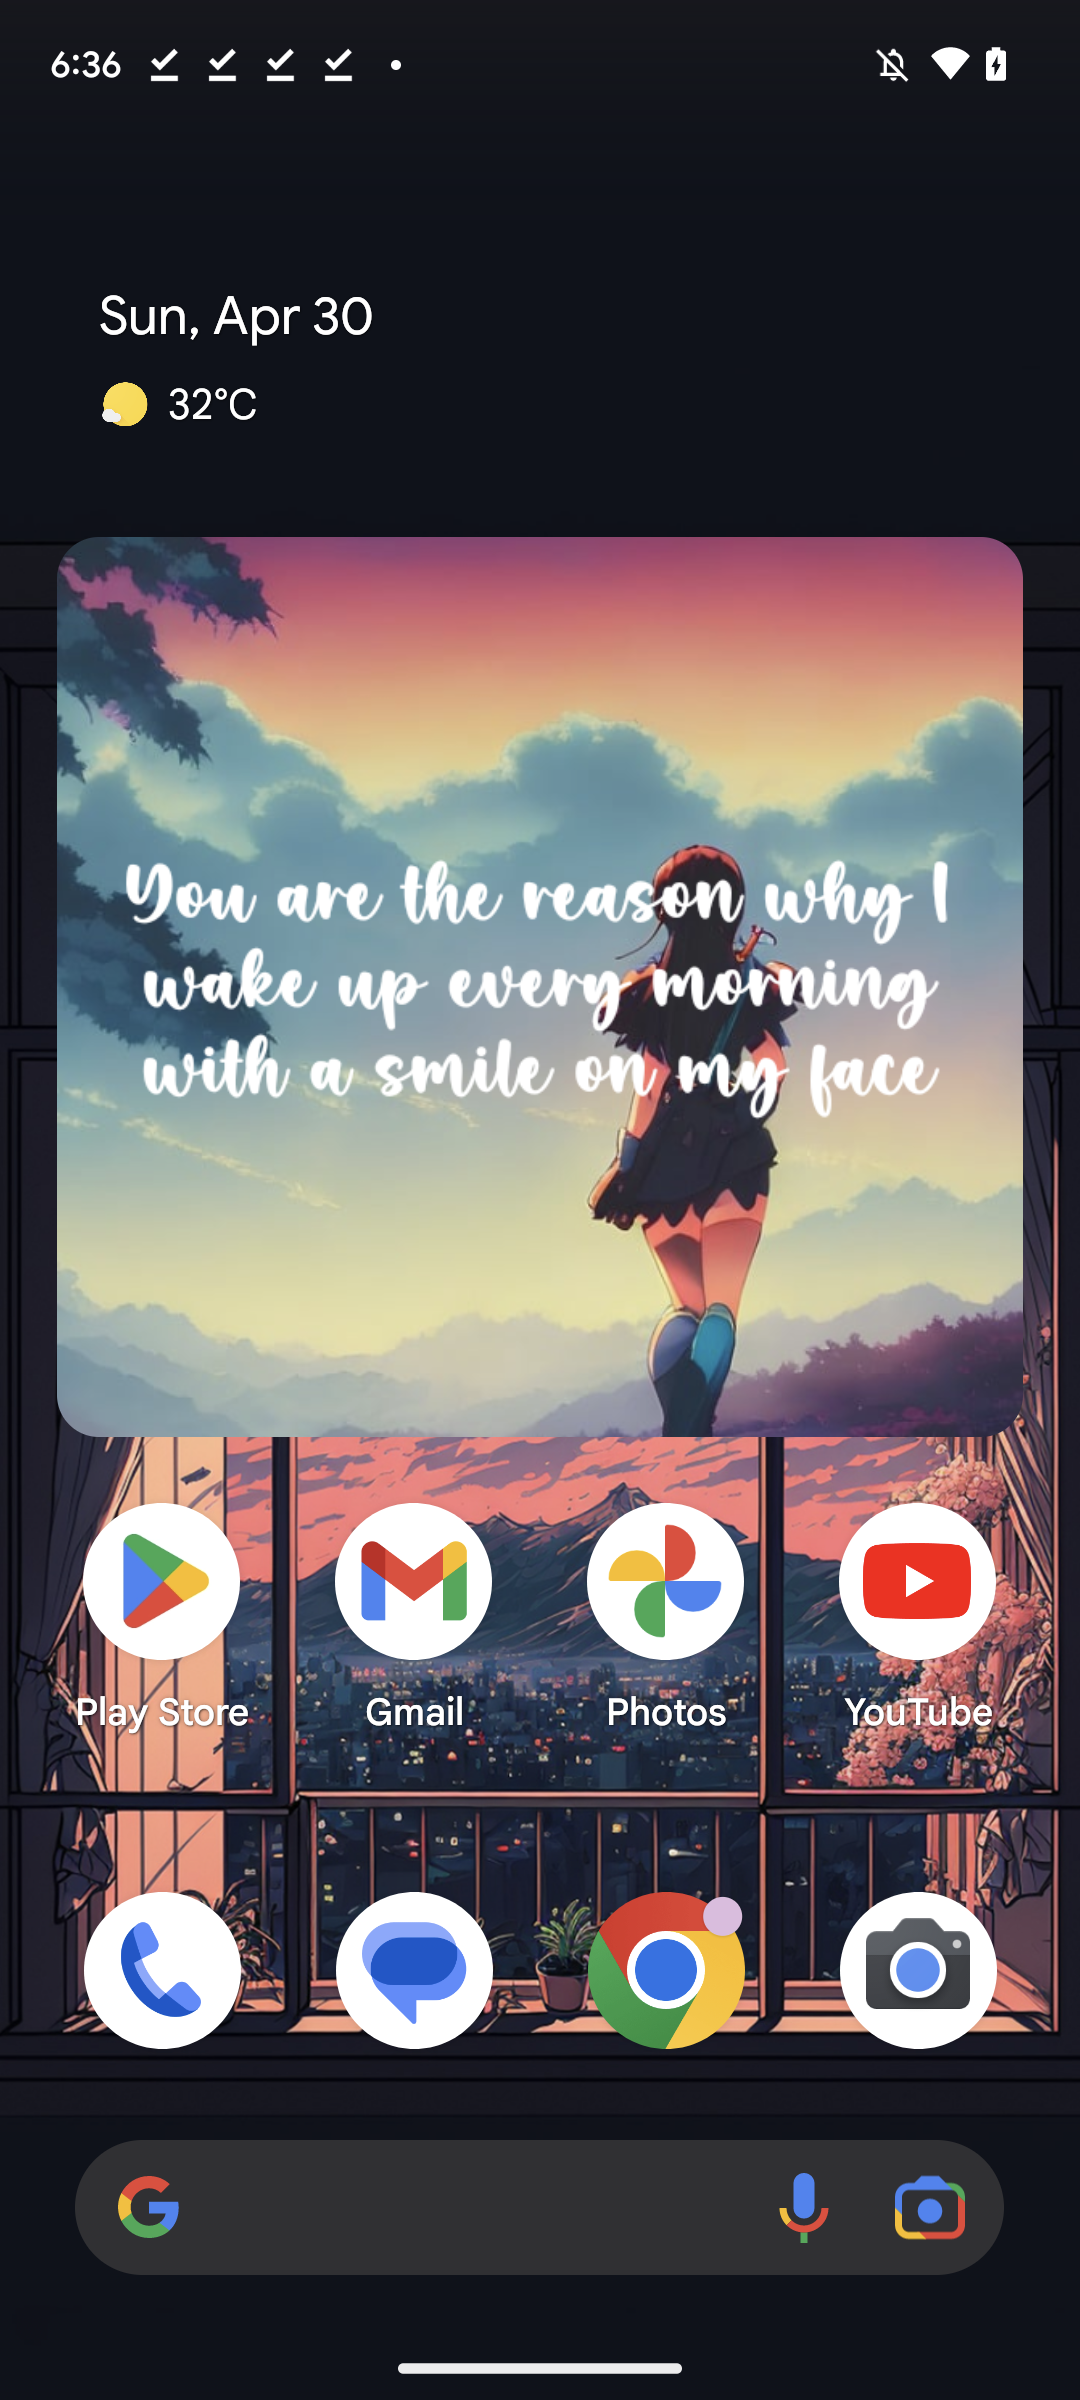 6:36
Sun, Apr 30
32°C
You are the reason why I
wake up every morning
with a smile on my face
Play Store
Gmail
Photos
YouTube